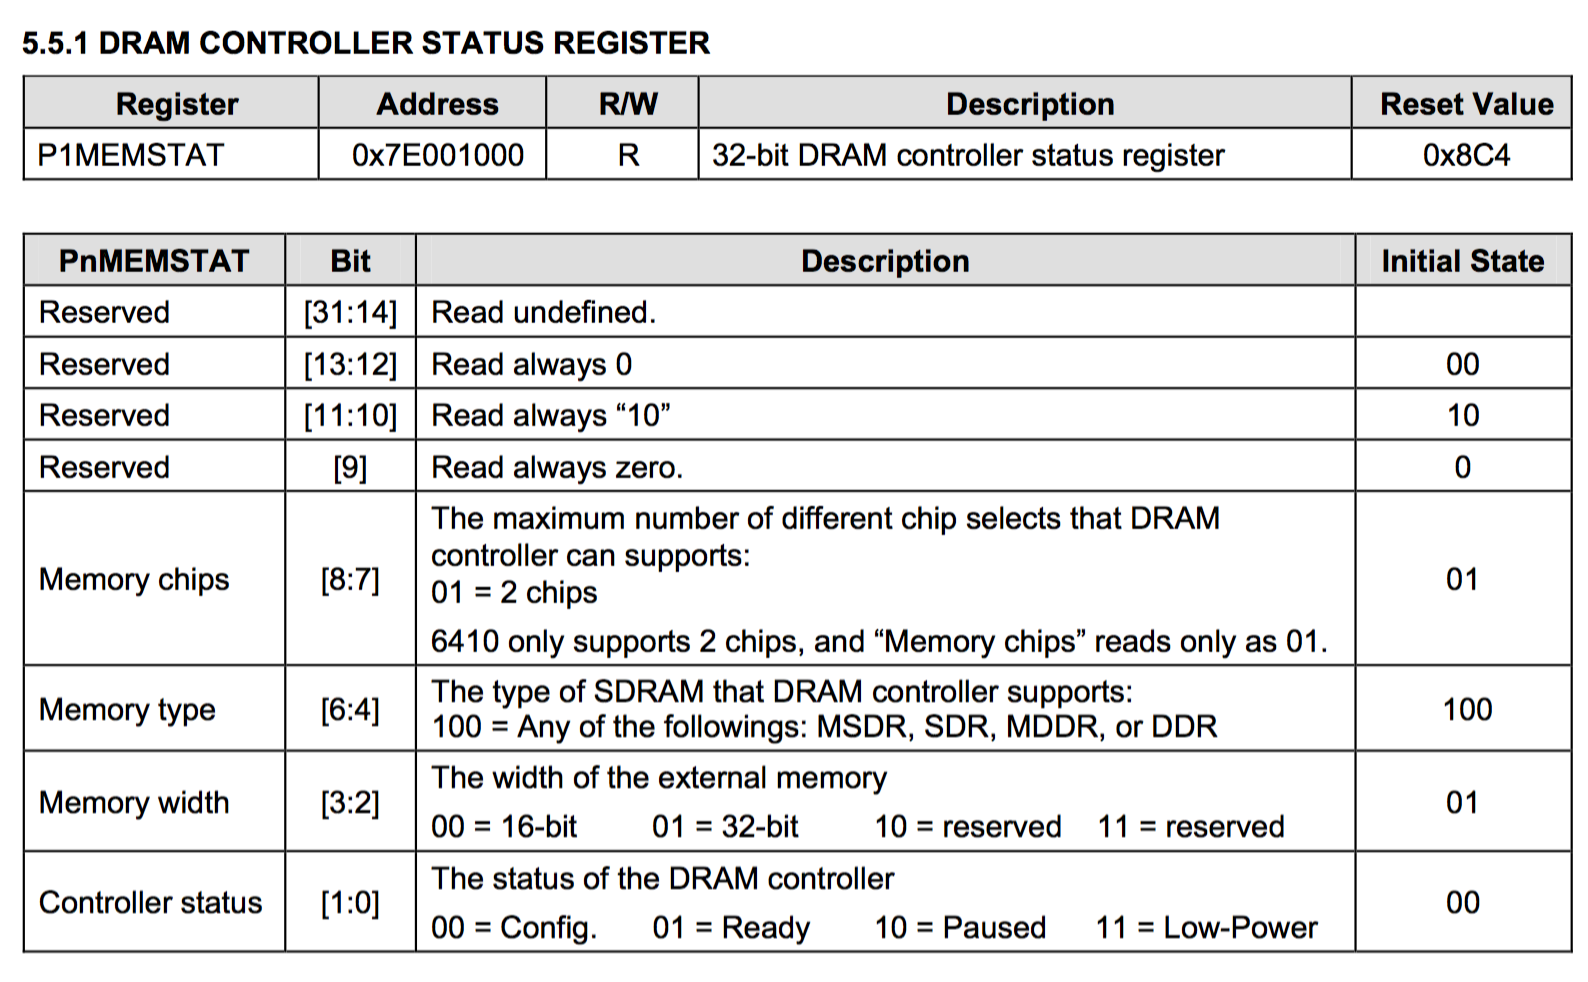 5.5.1 DRAM CONTROLLER STATUS REGISTER
Register Address R/W Description Reset Value
P1MEMSTAT 0x7E001000 R 32-bit DRAM controller status register 0x8C4
PnMEMSTAT Bit Description Initial State
Reserved [31:14] Read undefined.
Reserved [13:12] Read always 0 00
Reserved [11:10] Read always “10” 10
Reserved [9] Read always zero. 0
Memory chips [8:7] The maximum number of different chip selects that DRAM
controller can supports:
01 = 2 chips
6410 only supports 2 chips, and “Memory chips” reads only as 01. 01
Memory type [6:4] The type of SDRAM that DRAM controller supports:
100 = Any of the followings: MSDR, SDR, MDDR, or DDR 100
Memory width [3:2] The width of the external memory
00 = 16-bit 01 = 32-bit 10 = reserved 11 = reserved 01
Controller status [1:0] The status of the DRAM controller
00 = Config. 01 = Ready 10 = Paused 11 = Low-Power 00